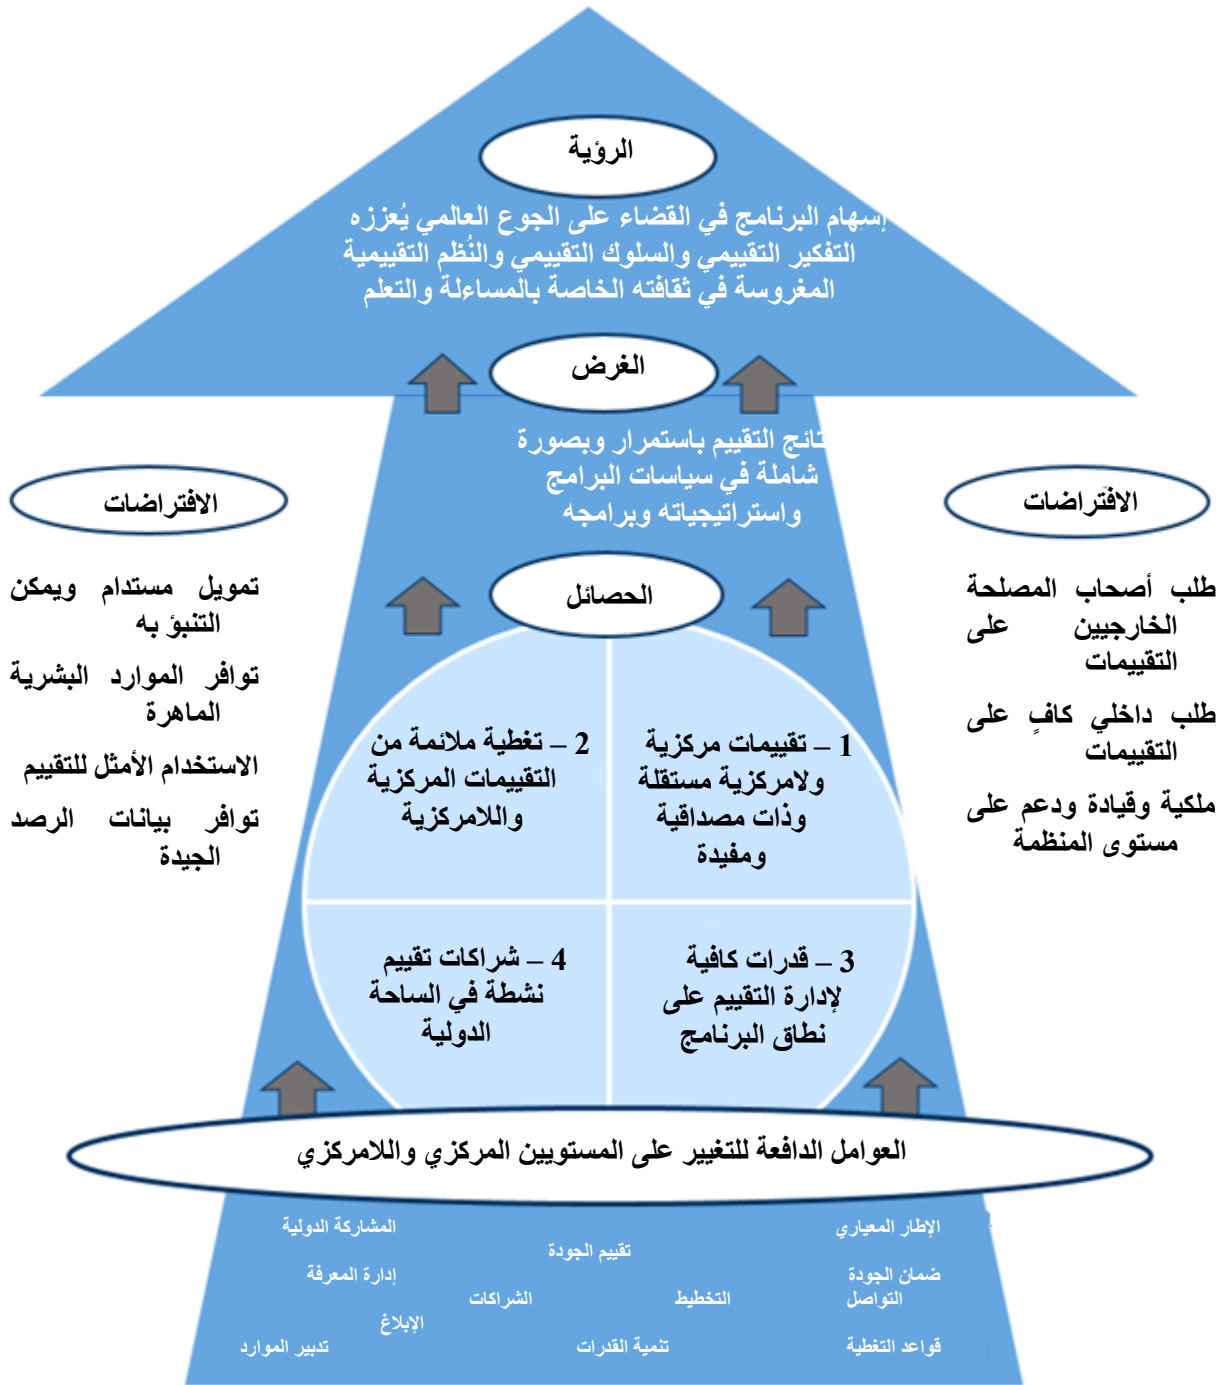 الرؤية
إسهام البرنامج في القضاء على الجوع العالمي يُعززه
التفكير التقييمي والسلوك التقييمي والنُظم التقييمية
المغروسة في ثقافته الخاصة بالمساءلة والتعلم
الغرض
التقييم باستمرار وبصورة
شاملة في سياسات البرامج
واستراتيجياته وبرامجه
الافتراضات
طلب أصحاب المصلحة
الخارجيين على
التقييمات
طلب داخلي كافٍ على
التقييمات
ملكية وقيادة ودعم على
مستوى المنظمة
الافتراضات
تمويل مستدام ويمكن
التنبؤ به
توافر الموارد البشرية
الماهرة
الاستخدام الأمثل للتقييم
توافر بيانات الرصد
الجيدة
الحصائل
1 – تقييمات مركزية
ولامركزية مستقلة
وذات مصداقية
ومفيدة
2 – تغطية ملائمة من
التقييمات المركزية
واللامركزية
3 – قدرات كافية
لإدارة التقييم على
نطاق البرنامج
4 – شراكات تقييم
نشطة في الساحة
الدولية
العوامل الدافعة للتغيير على المستويين المركزي واللامركزي
الإطار المعياري المشاركة الدولية
تقييم الجودة
ضمان الجودة إدارة المعرفة
التواصل التخطيط الشراكات
الإبلاغ
قواعد التغطية تنمية القدرات تدبير الموارد